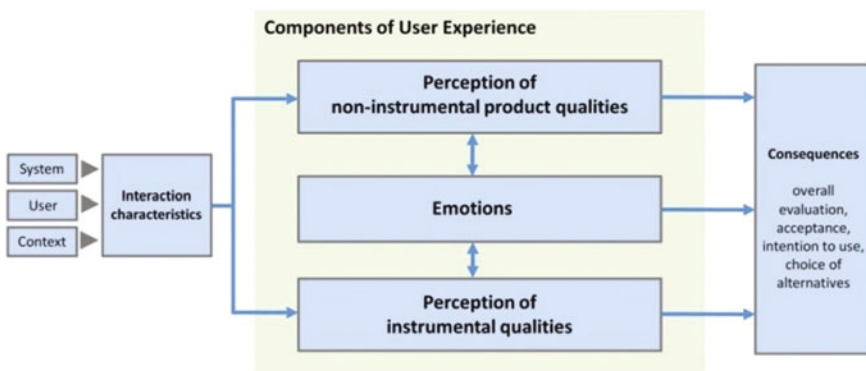 Components of User Experience
Perception of
non-instrumental product qualities
System
User
Context
Interaction
characteristics
Emotions
Perception of
instrumental qualities
Consequences
overall
evaluation,
acceptance,
intention to use,
choice of
alternatives